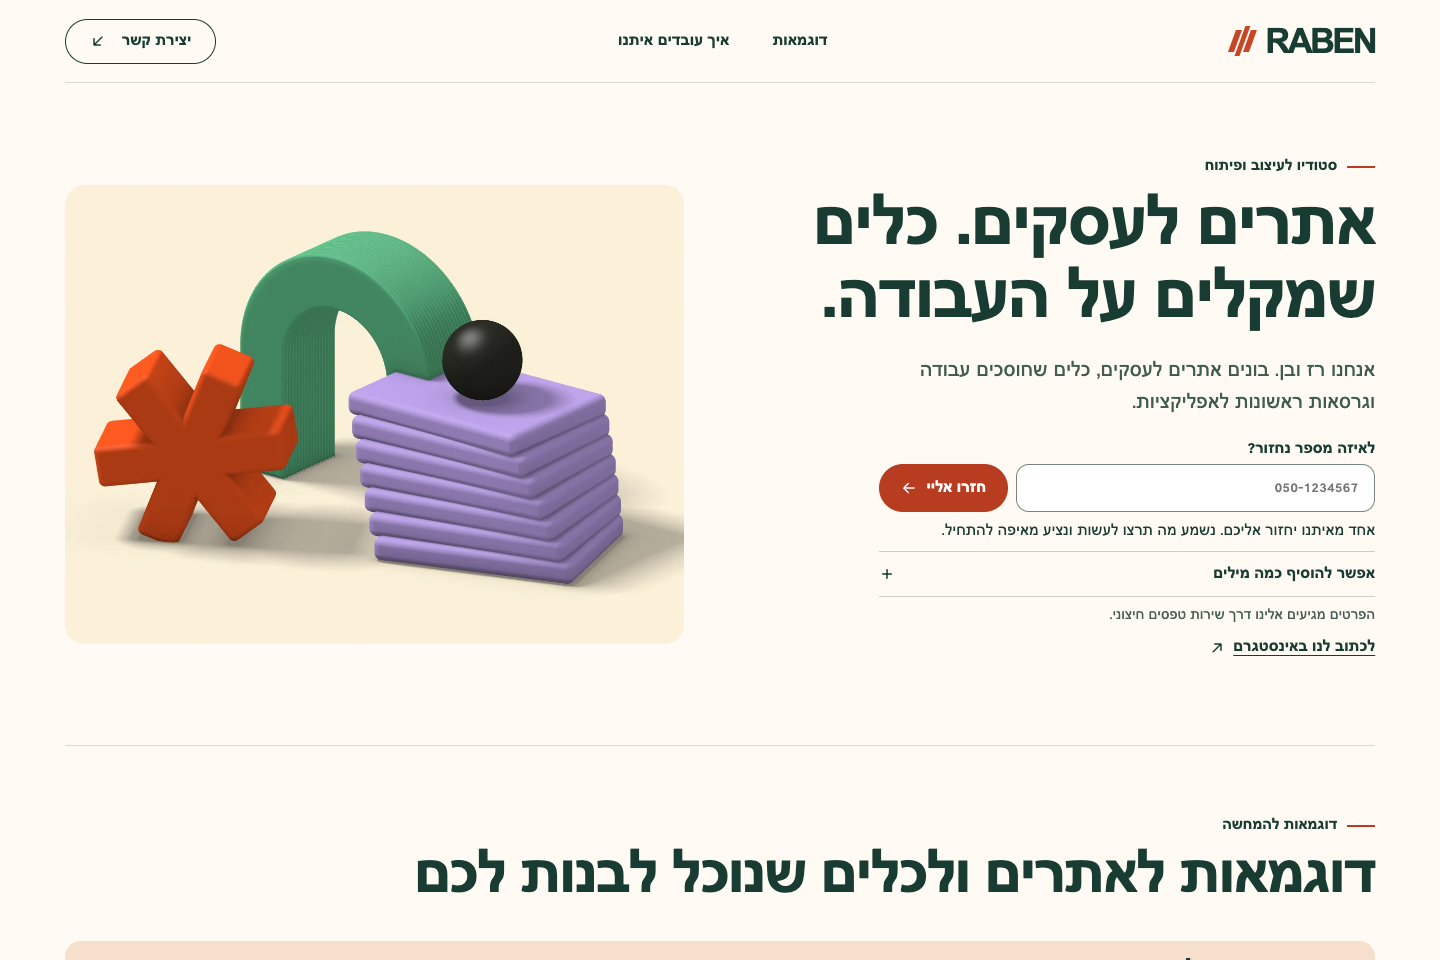 RABEN
דוגמאות
איך עובדים איתנו
יצירת קשר
סטודיו לעיצוב ופיתוח
אתרים לעסקים. כלים
שמקלים על העבודה.
אנחנו רז ובן. בונים אתרים לעסקים, כלים שחוסכים עבודה
וגרסאות ראשונות לאפליקציות.
לאיזה מספר נחזור?
050-1234567
חזרו אליי
אחד מאיתנו יחזור אליכם. נשמע מה תרצו לעשות ונציע מאיפה להתחיל.
אפשר להוסיף כמה מילים
הפרטים מגיעים אלינו דרך שירות טפסים חיצוני.
לכתוב לנו באינסטגרם
דוגמאות להמחשה
דוגמאות לאתרים ולכלים שנוכל לבנות לכם